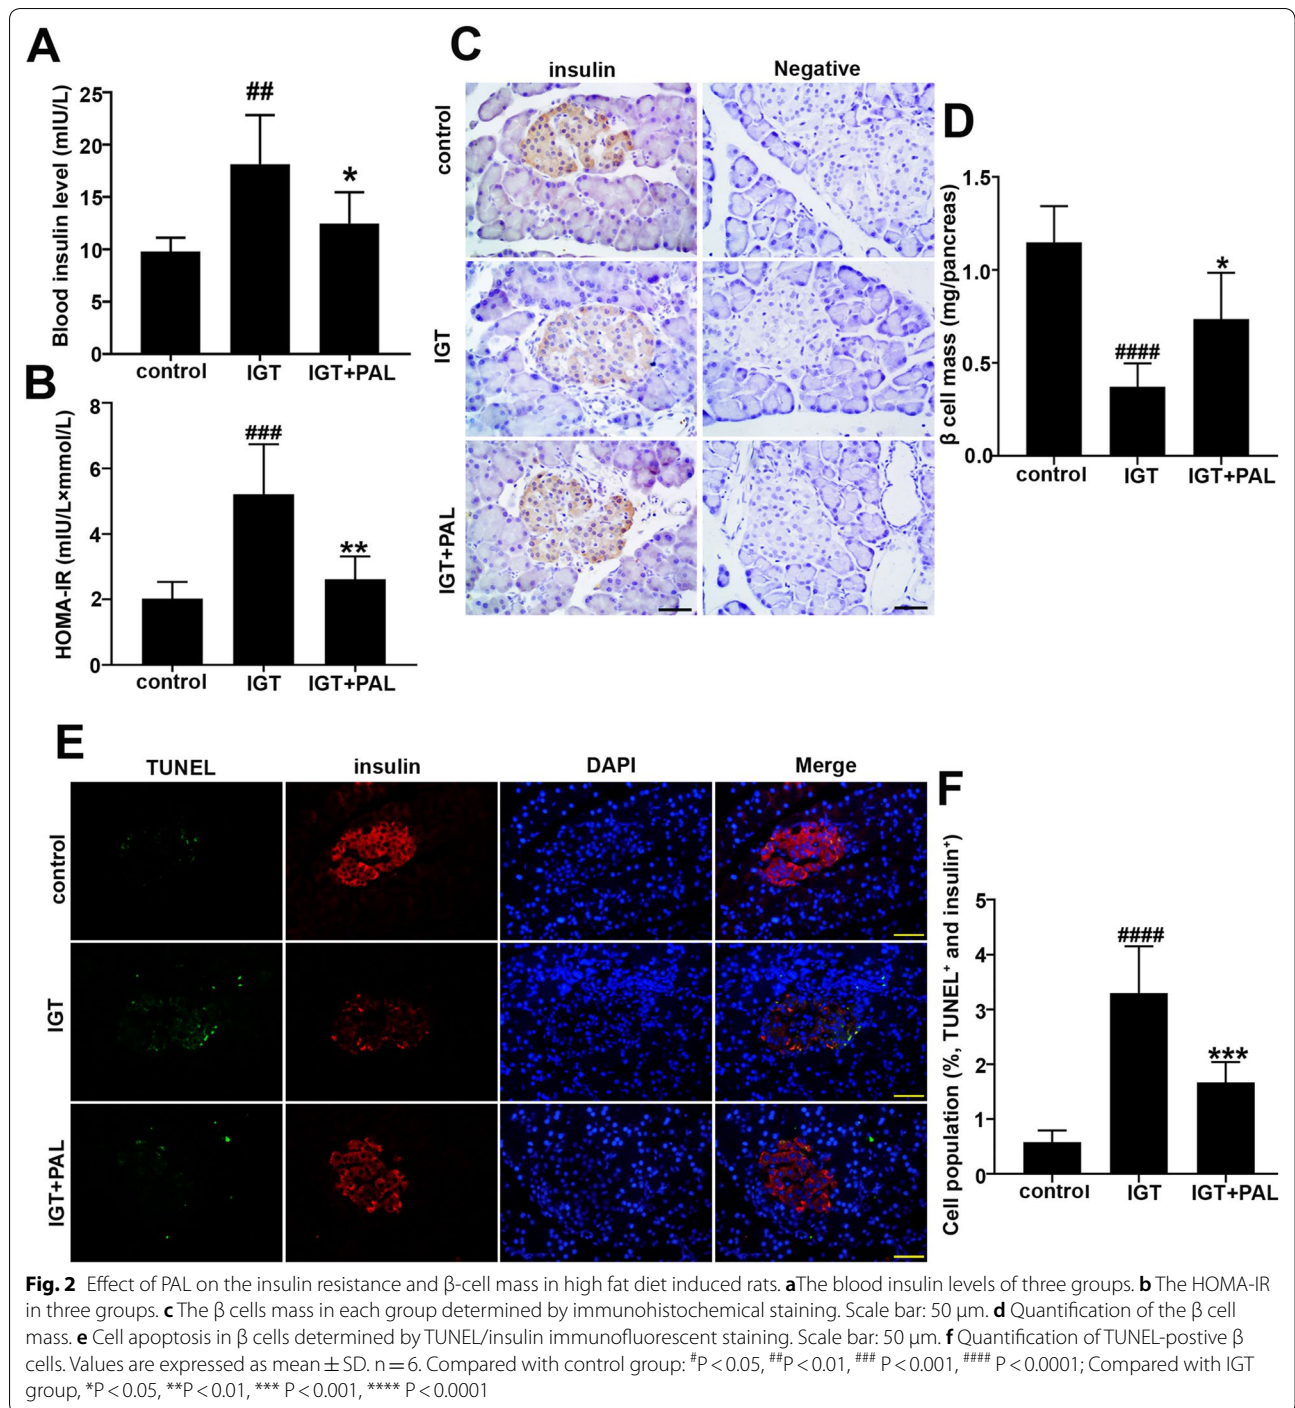 A
Blood insulin level (mIU/L)
25
20
15
10
5
0
##
*
control IGT IGT+PAL
B
HOMA-IR (mIU/L×mmol/L)
8
6
4
2
0
###
**
control IGT IGT+PAL
C
insulin Negative
control
IGT
IGT+PAL
D
β cell mass (mg/pancreas)
1.5
1.0
0.5
0.0
####
*
control IGT IGT+PAL
E
TUNEL insulin DAPI Merge
control
IGT
IGT+PAL
F
Cell population (%, TUNEL⁺ and insulin⁺)
5
4
3
2
1
0
####
***
control IGT IGT+PAL
Fig. 2 Effect of PAL on the insulin resistance and β-cell mass in high fat diet induced rats. aThe blood insulin levels of three groups. b The HOMA-IR
in three groups. c The β cells mass in each group determined by immunohistochemical staining. Scale bar: 50 μm. d Quantification of the β cell
mass. e Cell apoptosis in β cells determined by TUNEL/insulin immunofluorescent staining. Scale bar: 50 μm. f Quantification of TUNEL-postive β
cells. Values are expressed as mean ± SD. n = 6. Compared with control group: #P < 0.05, ##P < 0.01, ### P < 0.001, #### P < 0.0001; Compared with IGT
group, *P < 0.05, **P < 0.01, *** P < 0.001, **** P < 0.0001